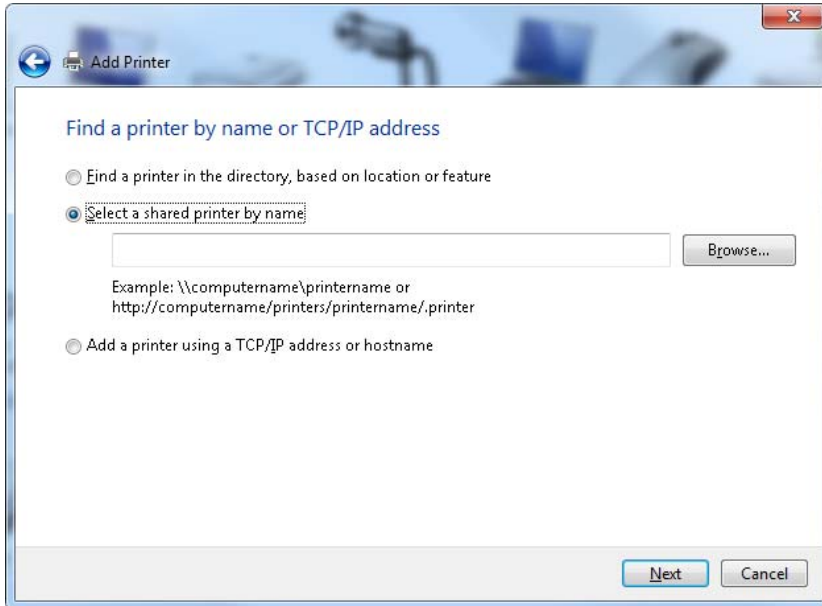 Add Printer
Find a printer by name or TCP/IP address
Find a printer in the directory, based on location or feature
Select a shared printer by name
Browse...
Example: \\computername\printername or
http://computername/printers/printername/.printer
Add a printer using a TCP/IP address or hostname
Next
Cancel